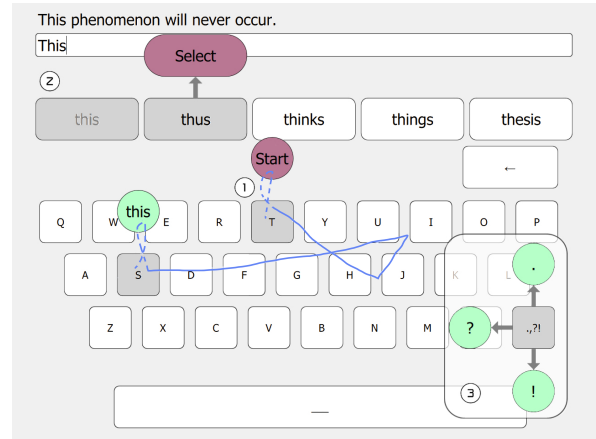 This phenomenon will never occur.
This
Select
2
this thus thinks things thesis
Start
←
1
this
Q W E R T Y U I O P
A S D F G H J K L .
Z X C V B N M ? .,?!
3 !